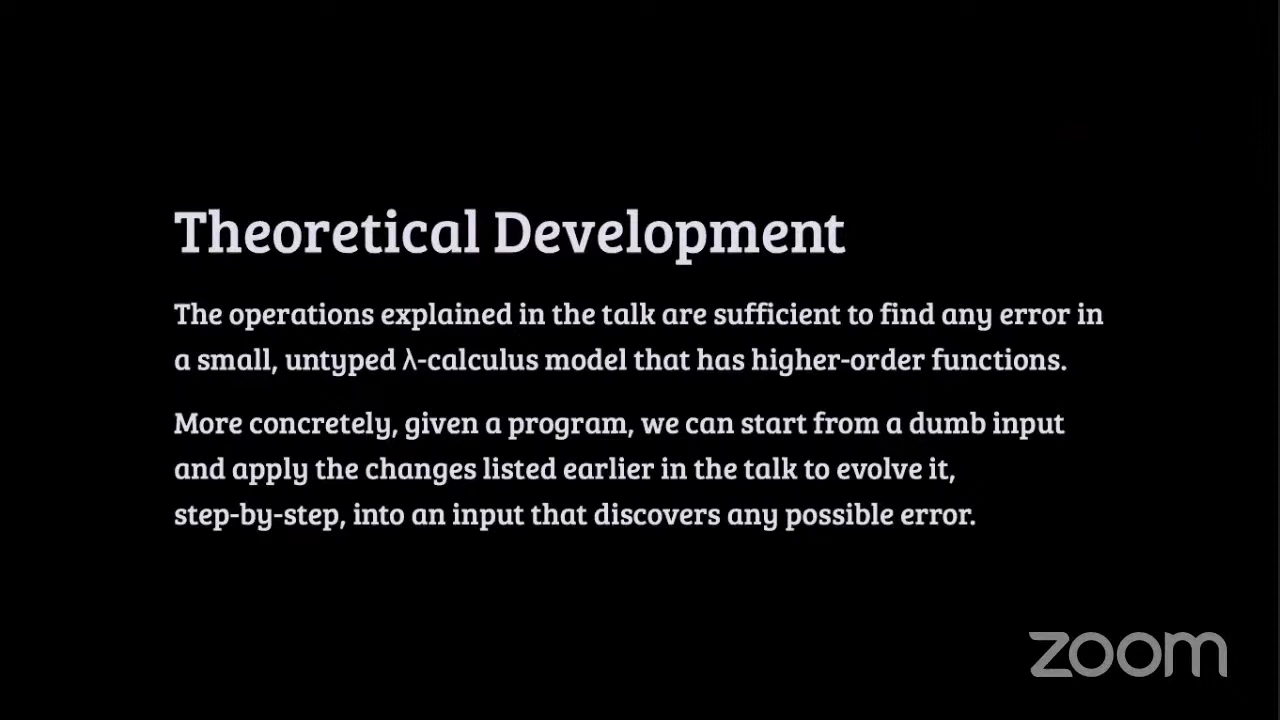 Theoretical Development
The operations explained in the talk are sufficient to find any error in
a small, untyped λ-calculus model that has higher-order functions.
More concretely, given a program, we can start from a dumb input
and apply the changes listed earlier in the talk to evolve it,
step-by-step, into an input that discovers any possible error.
zoom